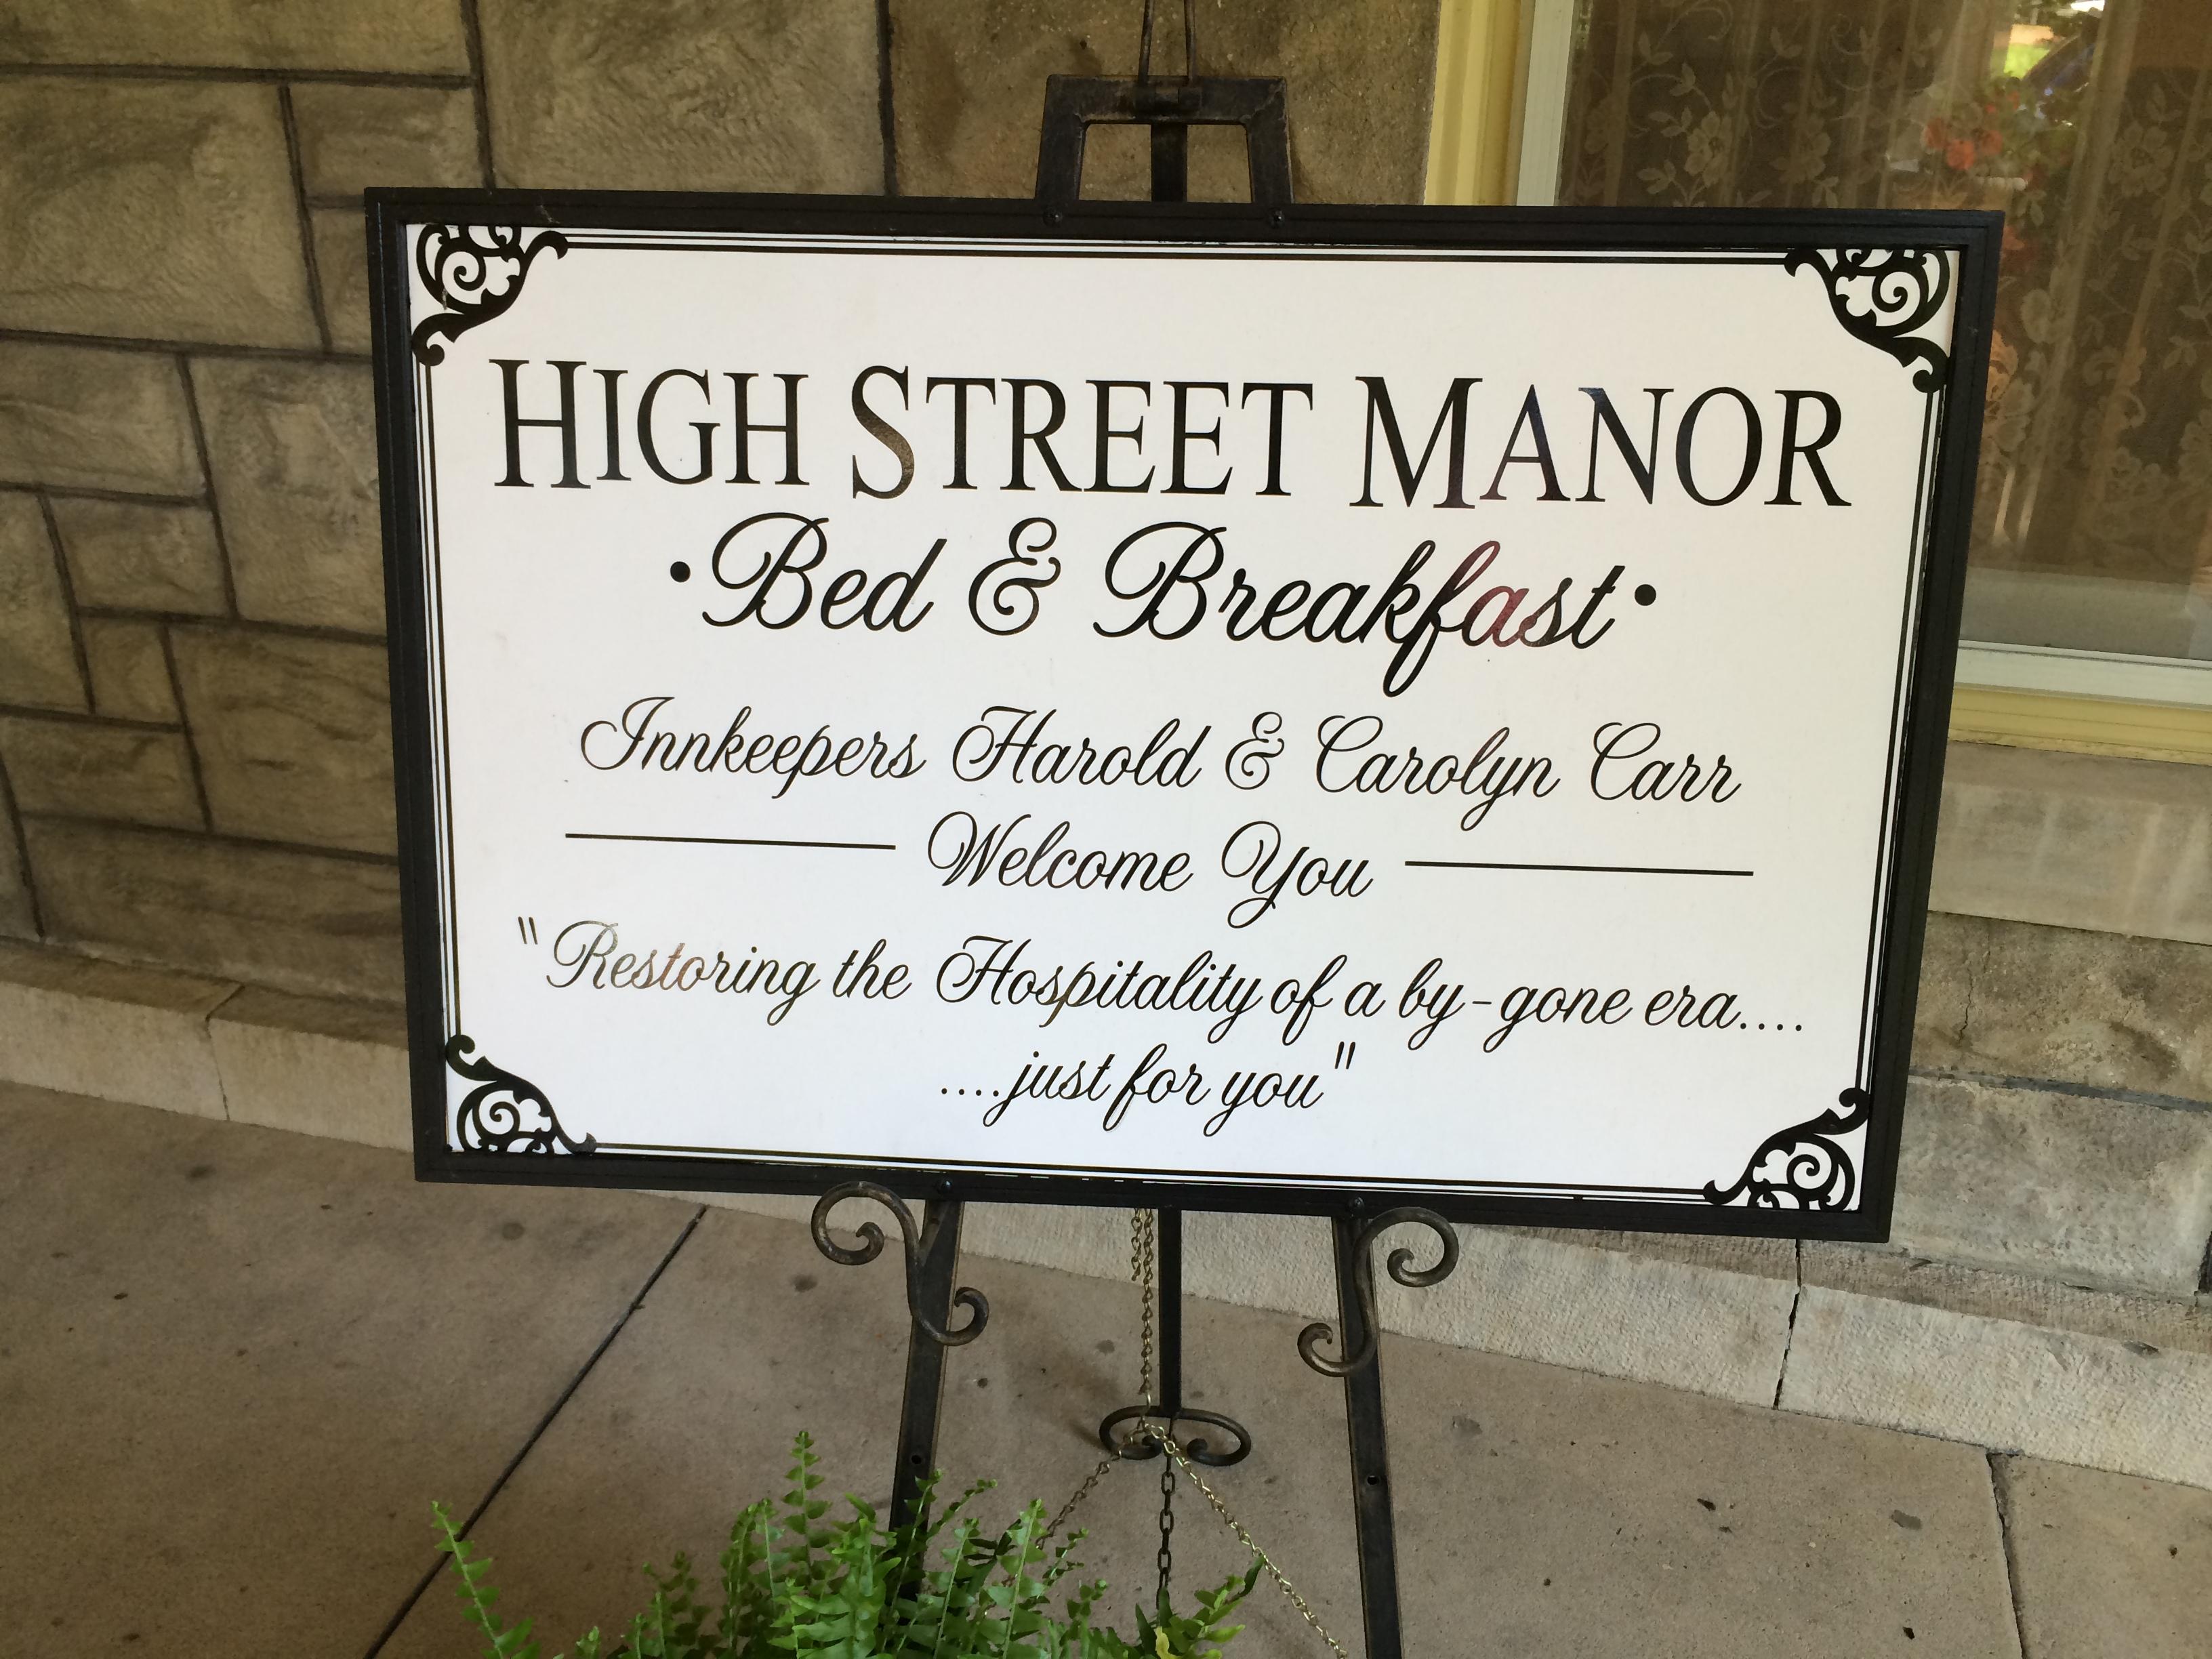 HIGH STREET MANOR
•Bed & Breakfast•
Innkeepers Harold & Carolyn Carr
Welcome You
"Restoring the Hospitality of a by-gone era....
....just for you"